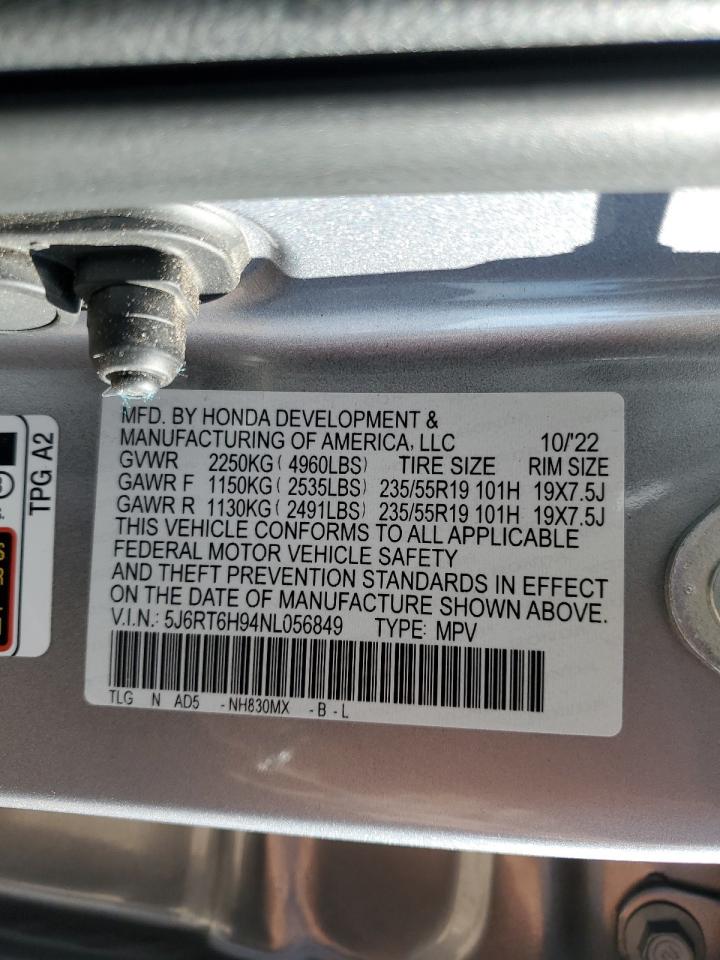 MFD. BY HONDA DEVELOPMENT &
MANUFACTURING OF AMERICA, LLC 10/'22
GVWR 2250KG ( 4960LBS) TIRE SIZE RIM SIZE
GAWR F 1150KG ( 2535LBS) 235/55R19 101H 19X7.5J
GAWR R 1130KG ( 2491LBS) 235/55R19 101H 19X7.5J
THIS VEHICLE CONFORMS TO ALL APPLICABLE
FEDERAL MOTOR VEHICLE SAFETY
AND THEFT PREVENTION STANDARDS IN EFFECT
ON THE DATE OF MANUFACTURE SHOWN ABOVE.
V.I.N.: 5J6RT6H94NL056849 TYPE: MPV
TLG N AD5 -NH830MX -B - L
TPG A2